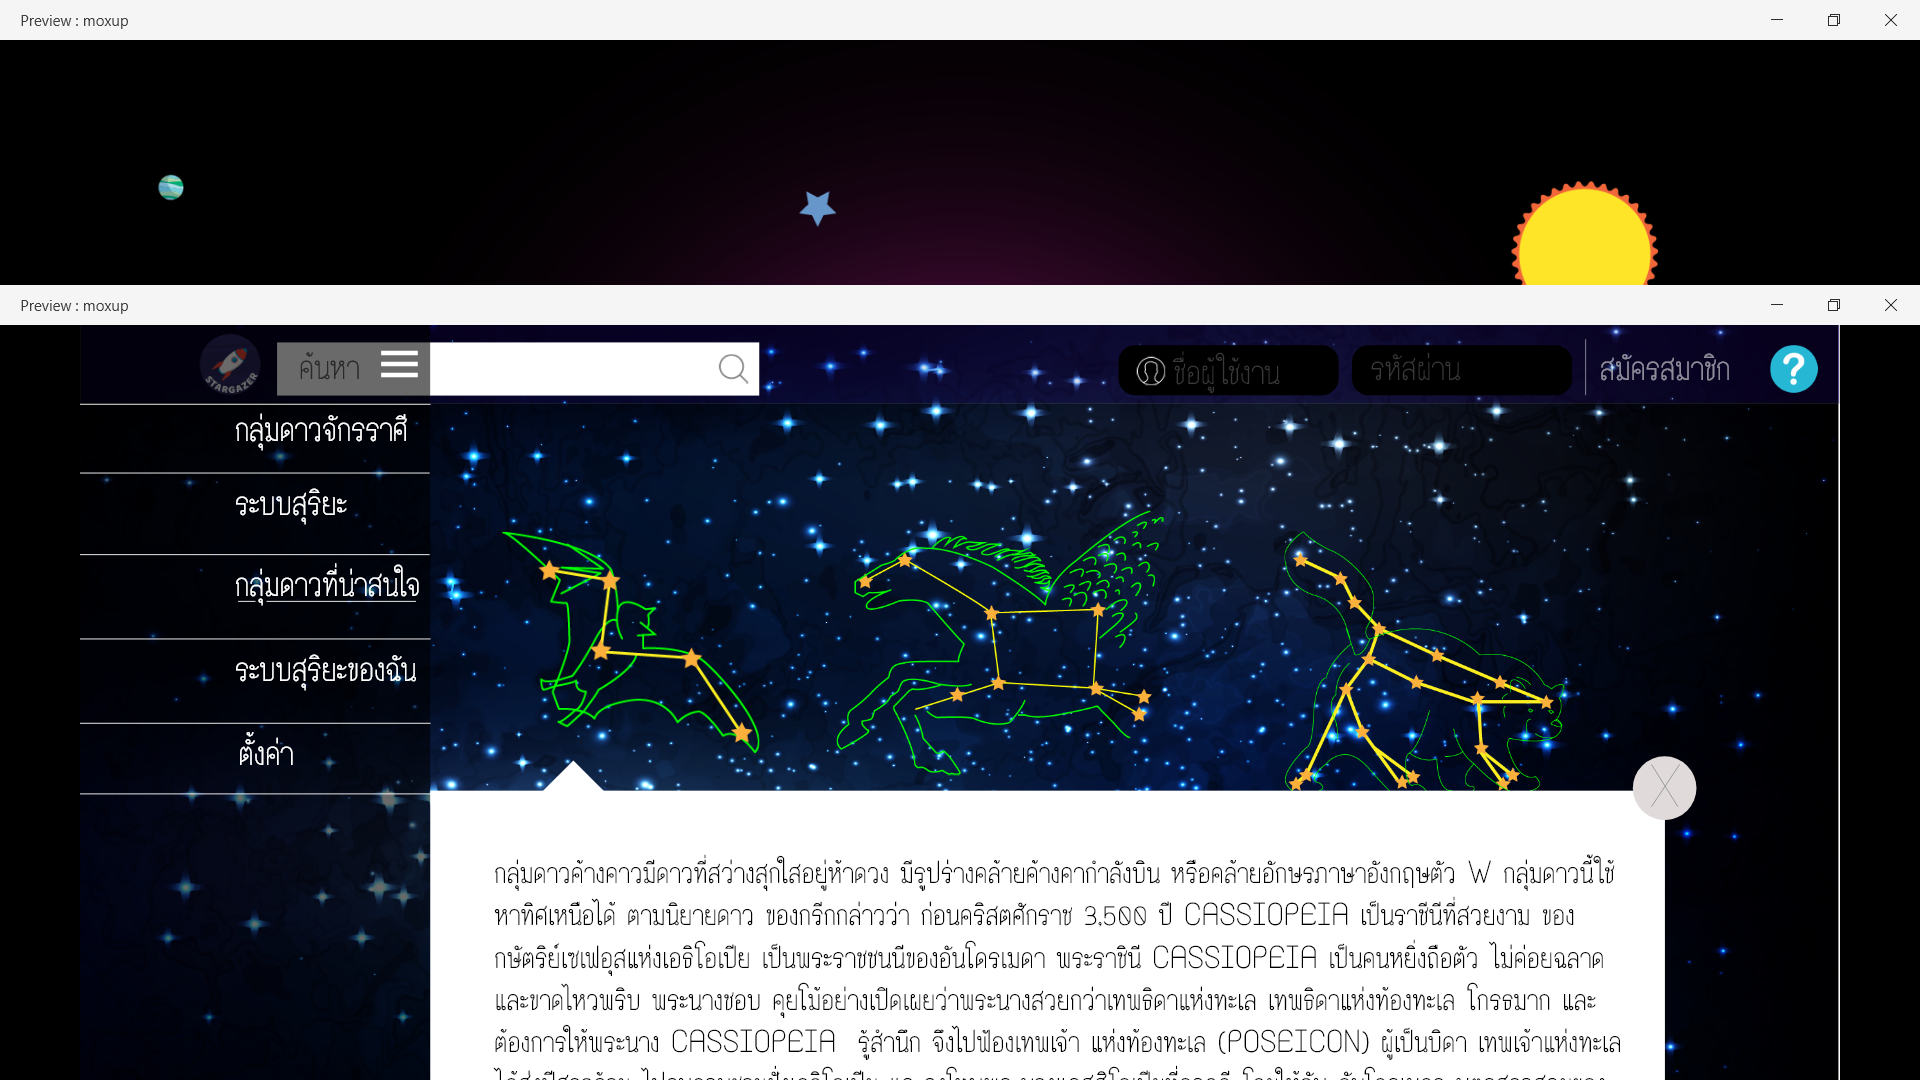 Preview : moxup
Preview : moxup
STARGAZER
ค้นหา
ชื่อผู้ใช้งาน
รหัสผ่าน
สมัครสมาชิก
?
กลุ่มดาวจักรราศี
ระบบสุริยะ
กลุ่มดาวที่น่าสนใจ
ระบบสุริยะของฉัน
ตั้งค่า
X
กลุ่มดาวค้างคาวมีดาวที่สว่างสุกใสอยู่ห้าดวง มีรูปร่างคล้ายค้างคากำลังบิน หรือคล้ายอักษรภาษาอังกฤษตัว W กลุ่มดาวนี้ใช้
หาทิศเหนือได้ ตามนิยายดาว ของกรีกกล่าวว่า ก่อนคริสตศักราช 3,500 ปี CASSIOPEIA เป็นราชีนีที่สวยงาม ของ
กษัตริย์เซเฟอุสแห่งเอธิโอเปีย เป็นพระราชชนนีของอันโดรเมดา พระราชินี CASSIOPEIA เป็นคนหยิ่งถือตัว ไม่ค่อยฉลาด
และขาดไหวพริบ พระนางชอบ คุยโม้อย่างเปิดเผยว่าพระนางสวยกว่าเทพธิดาแห่งทะเล เทพธิดาแห่งท้องทะเล โกรธมาก และ
ต้องการให้พระนาง CASSIOPEIA รู้สำนึก จึงไปฟ้องเทพเจ้า แห่งท้องทะเล (POSEICON) ผู้เป็นบิดา เทพเจ้าแห่งทะเล